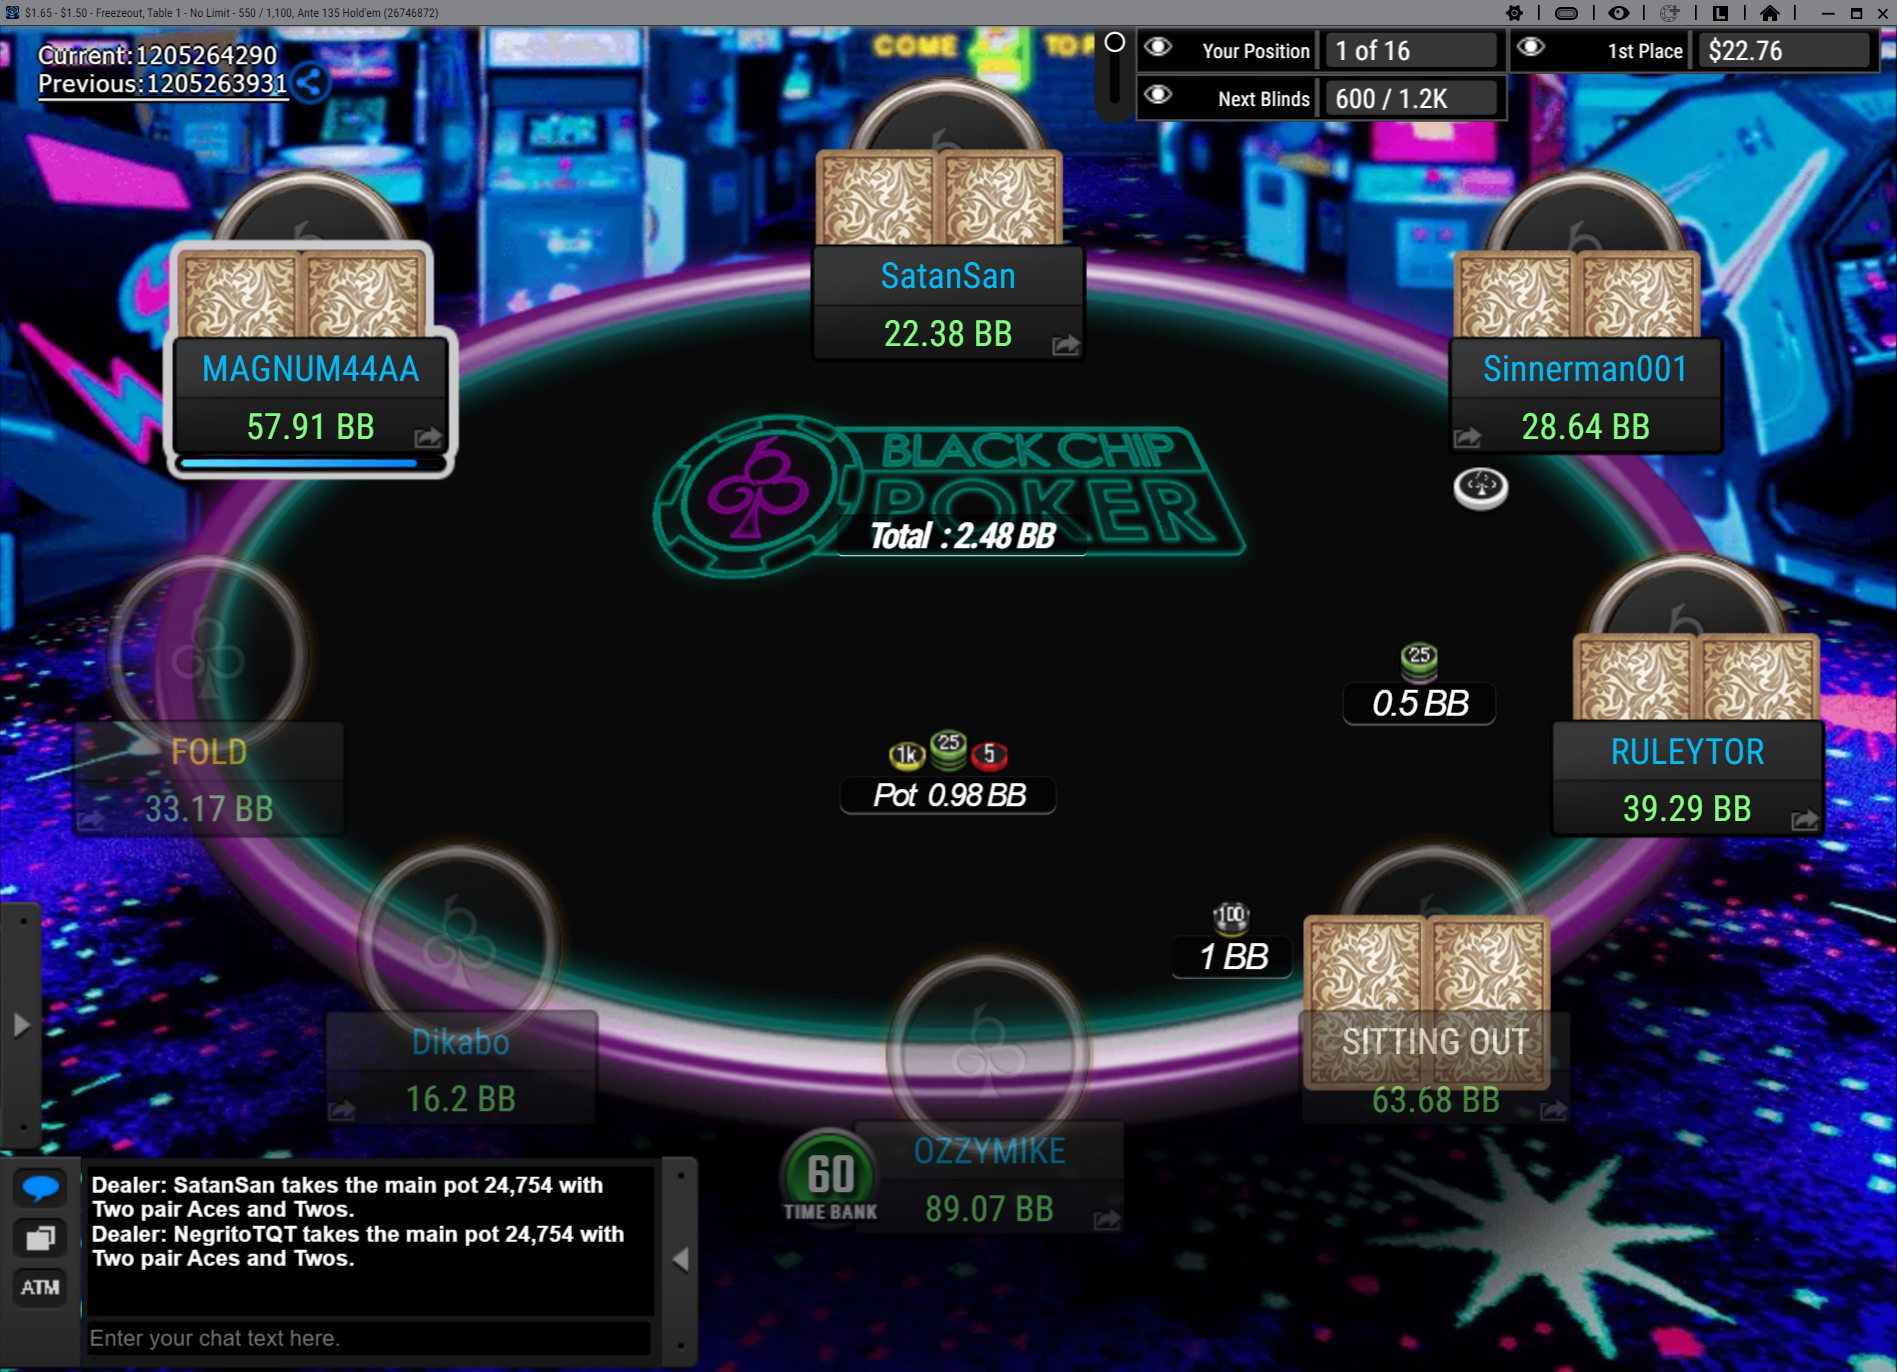 $1.65 - $1.50 - Freezeout, Table 1 - No Limit - 550 / 1,100, Ante 135 Hold'em (26746872)
L
Current:1205264290
Previous:1205263931
COME
Your Position
1 of 16
1st Place
$22.76
Next Blinds
600 / 1.2K
SatanSan
22.38 BB
MAGNUM44AA
57.91 BB
Sinnerman001
28.64 BB
BLACK CHIP
POKER
Total : 2.48 BB
25
0.5 BB
FOLD
33.17 BB
1k
25
5
Pot 0.98 BB
RULEYTOR
39.29 BB
100
1 BB
Dikabo
16.2 BB
SITTING OUT
63.68 BB
60
TIME BANK
OZZYMIKE
89.07 BB
Dealer: SatanSan takes the main pot 24,754 with
Two pair Aces and Twos.
Dealer: NegritoTQT takes the main pot 24,754 with
Two pair Aces and Twos.
ATM
Enter your chat text here.